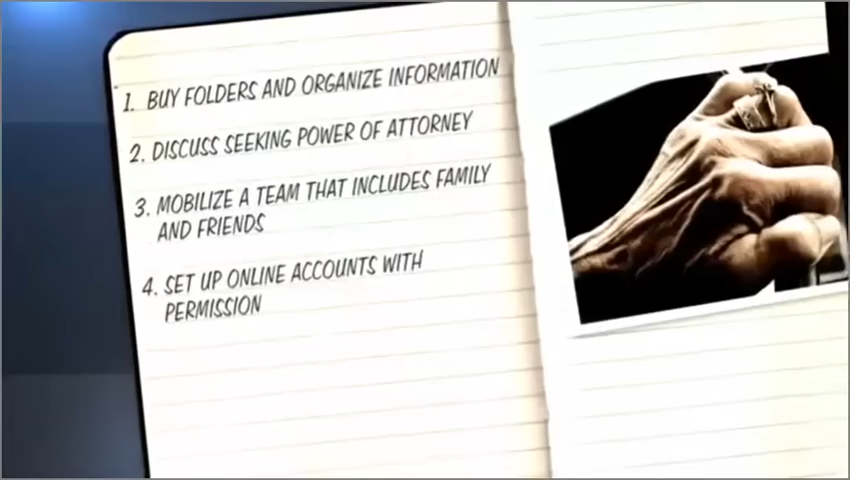 1. BUY FOLDERS AND ORGANIZE INFORMATION
2. DISCUSS SEEKING POWER OF ATTORNEY
3. MOBILIZE A TEAM THAT INCLUDES FAMILY
AND FRIENDS
4. SET UP ONLINE ACCOUNTS WITH
PERMISSION